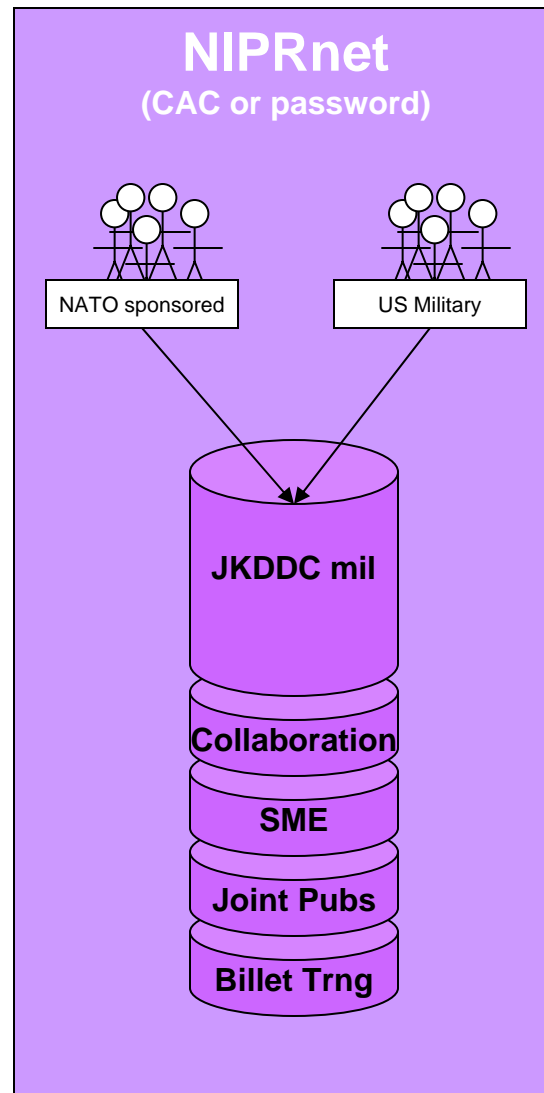 NIPRnet
(CAC or password)
NATO sponsored
US Military
JKDDC mil
Collaboration
SME
Joint Pubs
Billet Trng